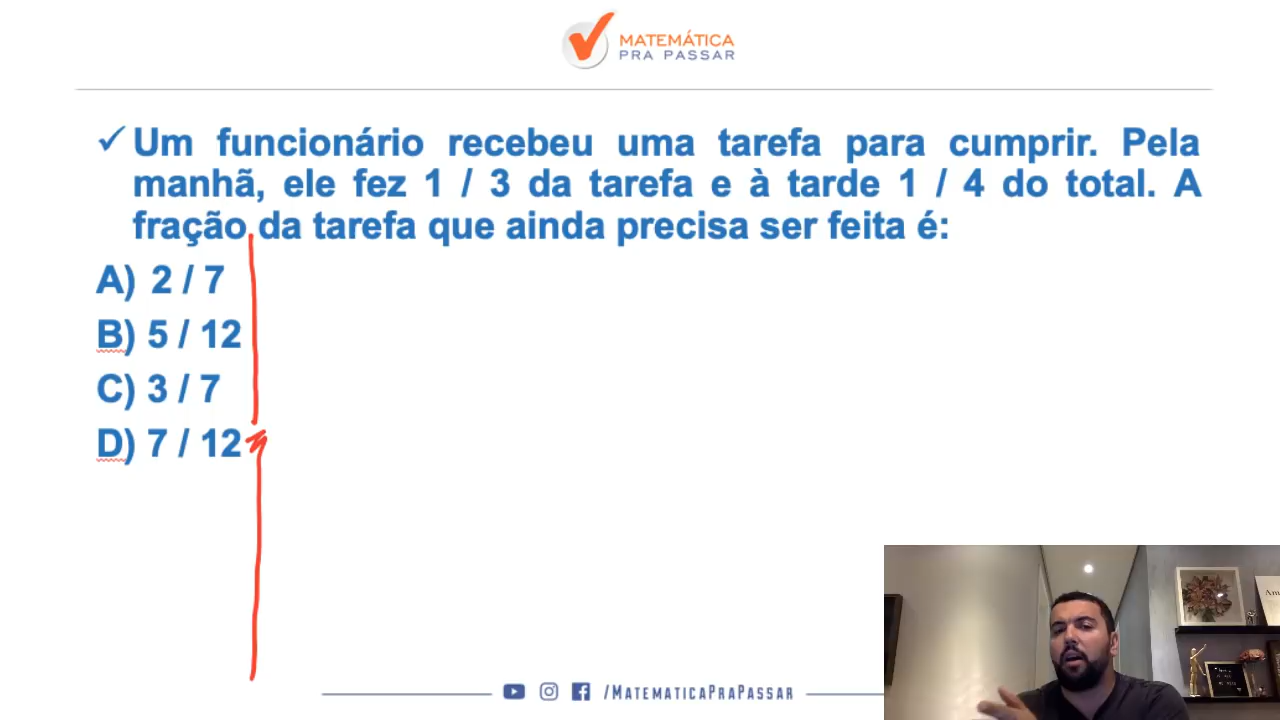 MATEMÁTICA
PRA PASSAR
✓ Um funcionário recebeu uma tarefa para cumprir. Pela
manhã, ele fez 1 / 3 da tarefa e à tarde 1 / 4 do total. A
fração da tarefa que ainda precisa ser feita é:
A) 2 / 7
B) 5 / 12
C) 3 / 7
D) 7 / 12
/MATEMATICAPRAPASSAR